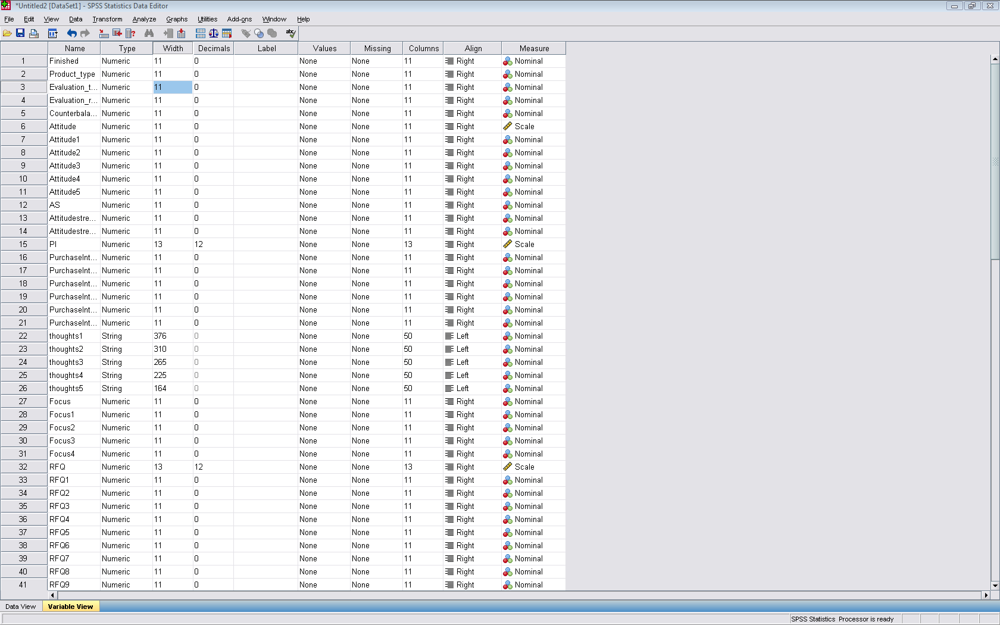 *Untitled2 [DataSet1] - SPSS Statistics Data Editor
File Edit View Data Transform Analyze Graphs Utilities Add-ons Window Help
Name Type Width Decimals Label Values Missing Columns Align Measure
1 Finished Numeric 11 0 None None 11 Right Nominal
2 Product_type Numeric 11 0 None None 11 Right Nominal
3 Evaluation_t... Numeric 11 0 None None 11 Right Nominal
4 Evaluation_r... Numeric 11 0 None None 11 Right Nominal
5 Counterbala... Numeric 11 0 None None 11 Right Nominal
6 Attitude Numeric 11 0 None None 11 Right Scale
7 Attitude1 Numeric 11 0 None None 11 Right Nominal
8 Attitude2 Numeric 11 0 None None 11 Right Nominal
9 Attitude3 Numeric 11 0 None None 11 Right Nominal
10 Attitude4 Numeric 11 0 None None 11 Right Nominal
11 Attitude5 Numeric 11 0 None None 11 Right Nominal
12 AS Numeric 11 0 None None 11 Right Nominal
13 Attitudestre... Numeric 11 0 None None 11 Right Nominal
14 Attitudestre... Numeric 11 0 None None 11 Right Nominal
15 PI Numeric 13 12 None None 13 Right Scale
16 PurchaseInt... Numeric 11 0 None None 11 Right Nominal
17 PurchaseInt... Numeric 11 0 None None 11 Right Nominal
18 PurchaseInt... Numeric 11 0 None None 11 Right Nominal
19 PurchaseInt... Numeric 11 0 None None 11 Right Nominal
20 PurchaseInt... Numeric 11 0 None None 11 Right Nominal
21 PurchaseInt... Numeric 11 0 None None 11 Right Nominal
22 thoughts1 String 376 0 None None 50 Left Nominal
23 thoughts2 String 310 0 None None 50 Left Nominal
24 thoughts3 String 265 0 None None 50 Left Nominal
25 thoughts4 String 225 0 None None 50 Left Nominal
26 thoughts5 String 164 0 None None 50 Left Nominal
27 Focus Numeric 11 0 None None 11 Right Nominal
28 Focus1 Numeric 11 0 None None 11 Right Nominal
29 Focus2 Numeric 11 0 None None 11 Right Nominal
30 Focus3 Numeric 11 0 None None 11 Right Nominal
31 Focus4 Numeric 11 0 None None 11 Right Nominal
32 RFQ Numeric 13 12 None None 13 Right Scale
33 RFQ1 Numeric 11 0 None None 11 Right Nominal
34 RFQ2 Numeric 11 0 None None 11 Right Nominal
35 RFQ3 Numeric 11 0 None None 11 Right Nominal
36 RFQ4 Numeric 11 0 None None 11 Right Nominal
37 RFQ5 Numeric 11 0 None None 11 Right Nominal
38 RFQ6 Numeric 11 0 None None 11 Right Nominal
39 RFQ7 Numeric 11 0 None None 11 Right Nominal
40 RFQ8 Numeric 11 0 None None 11 Right Nominal
41 RFQ9 Numeric 11 0 None None 11 Right Nominal
Data View Variable View
SPSS Statistics Processor is ready